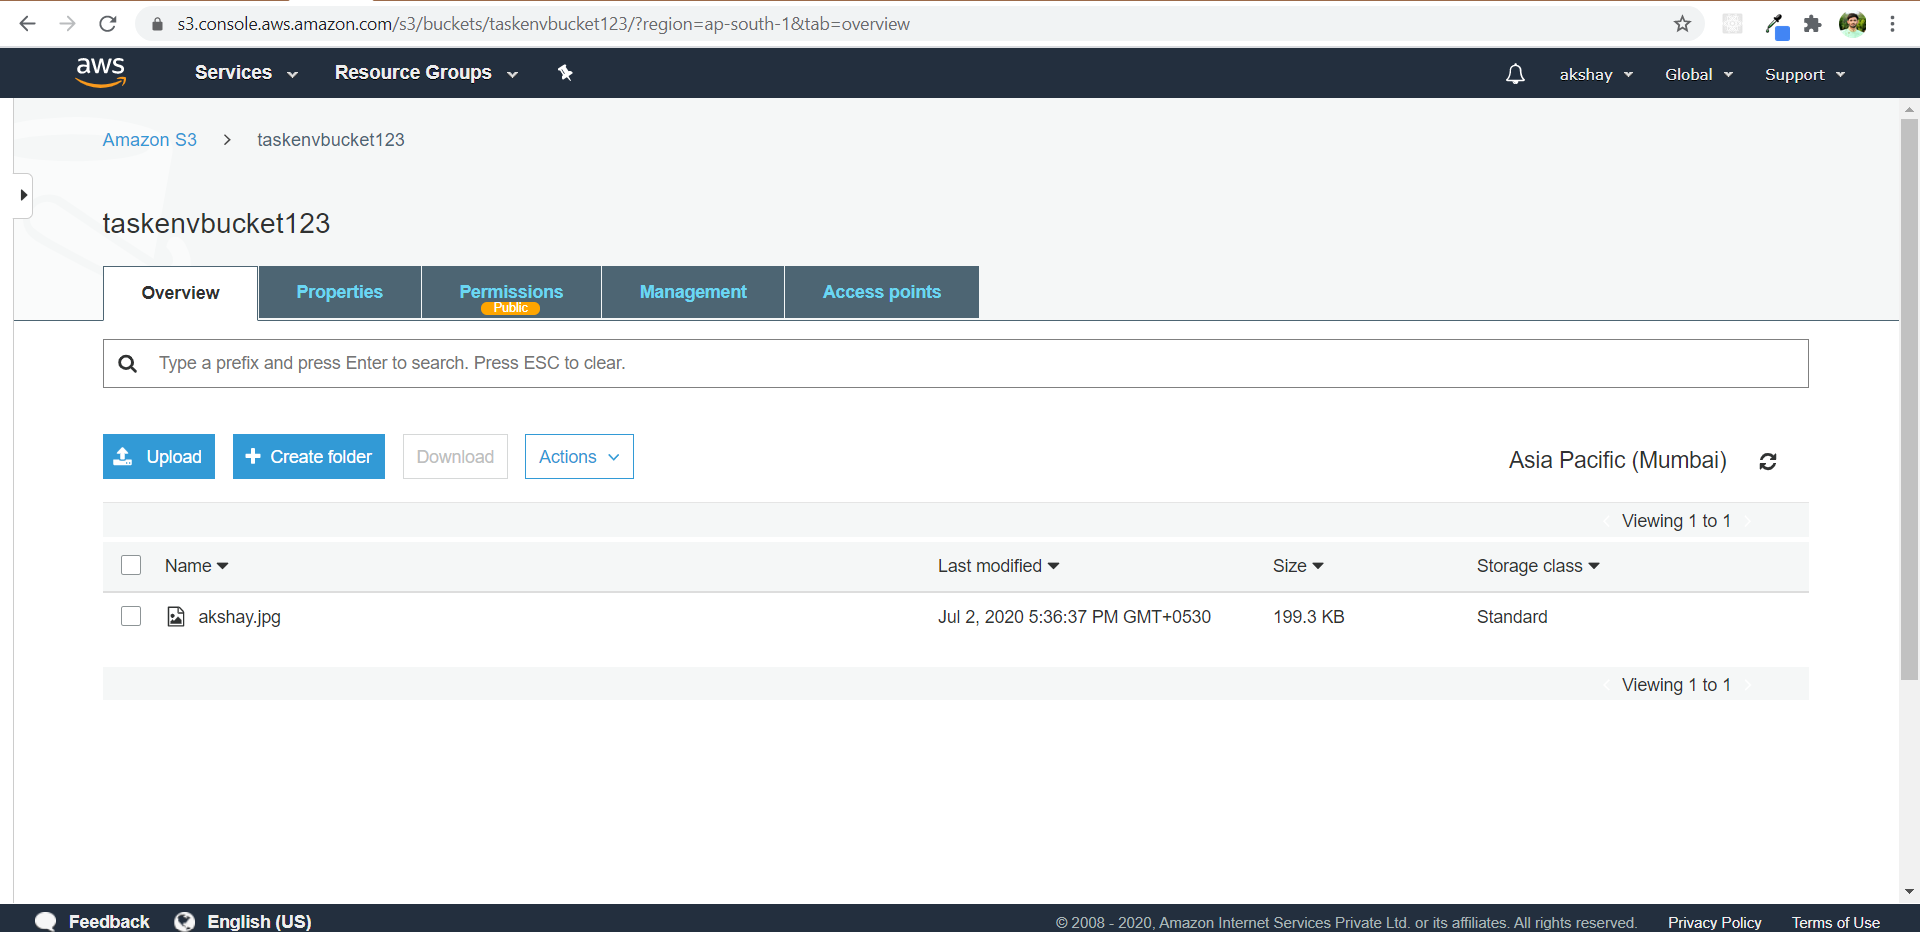 s3.console.aws.amazon.com/s3/buckets/taskenvbucket123/?region=ap-south-1&tab=overview
aws Services Resource Groups akshay Global Support
Amazon S3 > taskenvbucket123
taskenvbucket123
Overview Properties Permissions Management Access points
Public
Type a prefix and press Enter to search. Press ESC to clear.
Upload Create folder Download Actions Asia Pacific (Mumbai)
Viewing 1 to 1
Name Last modified Size Storage class
akshay.jpg Jul 2, 2020 5:36:37 PM GMT+0530 199.3 KB Standard
Viewing 1 to 1
Feedback English (US) © 2008 - 2020, Amazon Internet Services Private Ltd. or its affiliates. All rights reserved. Privacy Policy Terms of Use